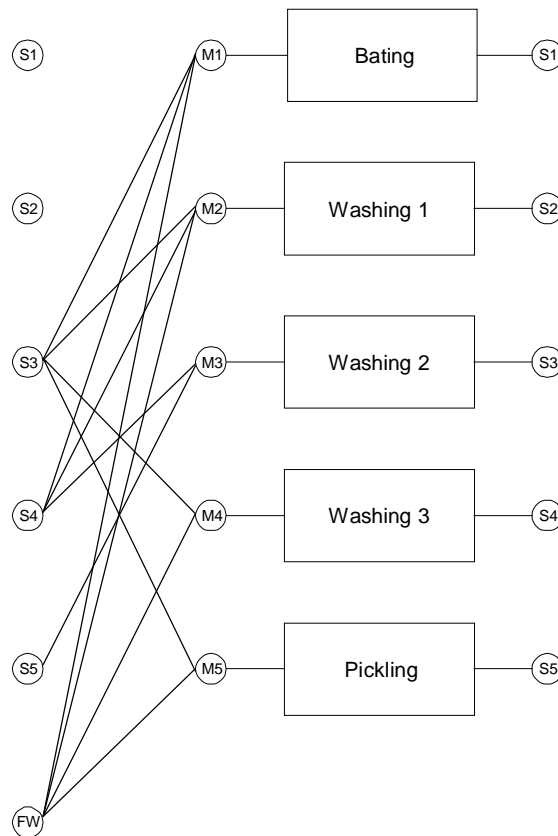 S1 M1 Bating S1
S2 M2 Washing 1 S2
S3 M3 Washing 2 S3
S4 M4 Washing 3 S4
S5 M5 Pickling S5
FW